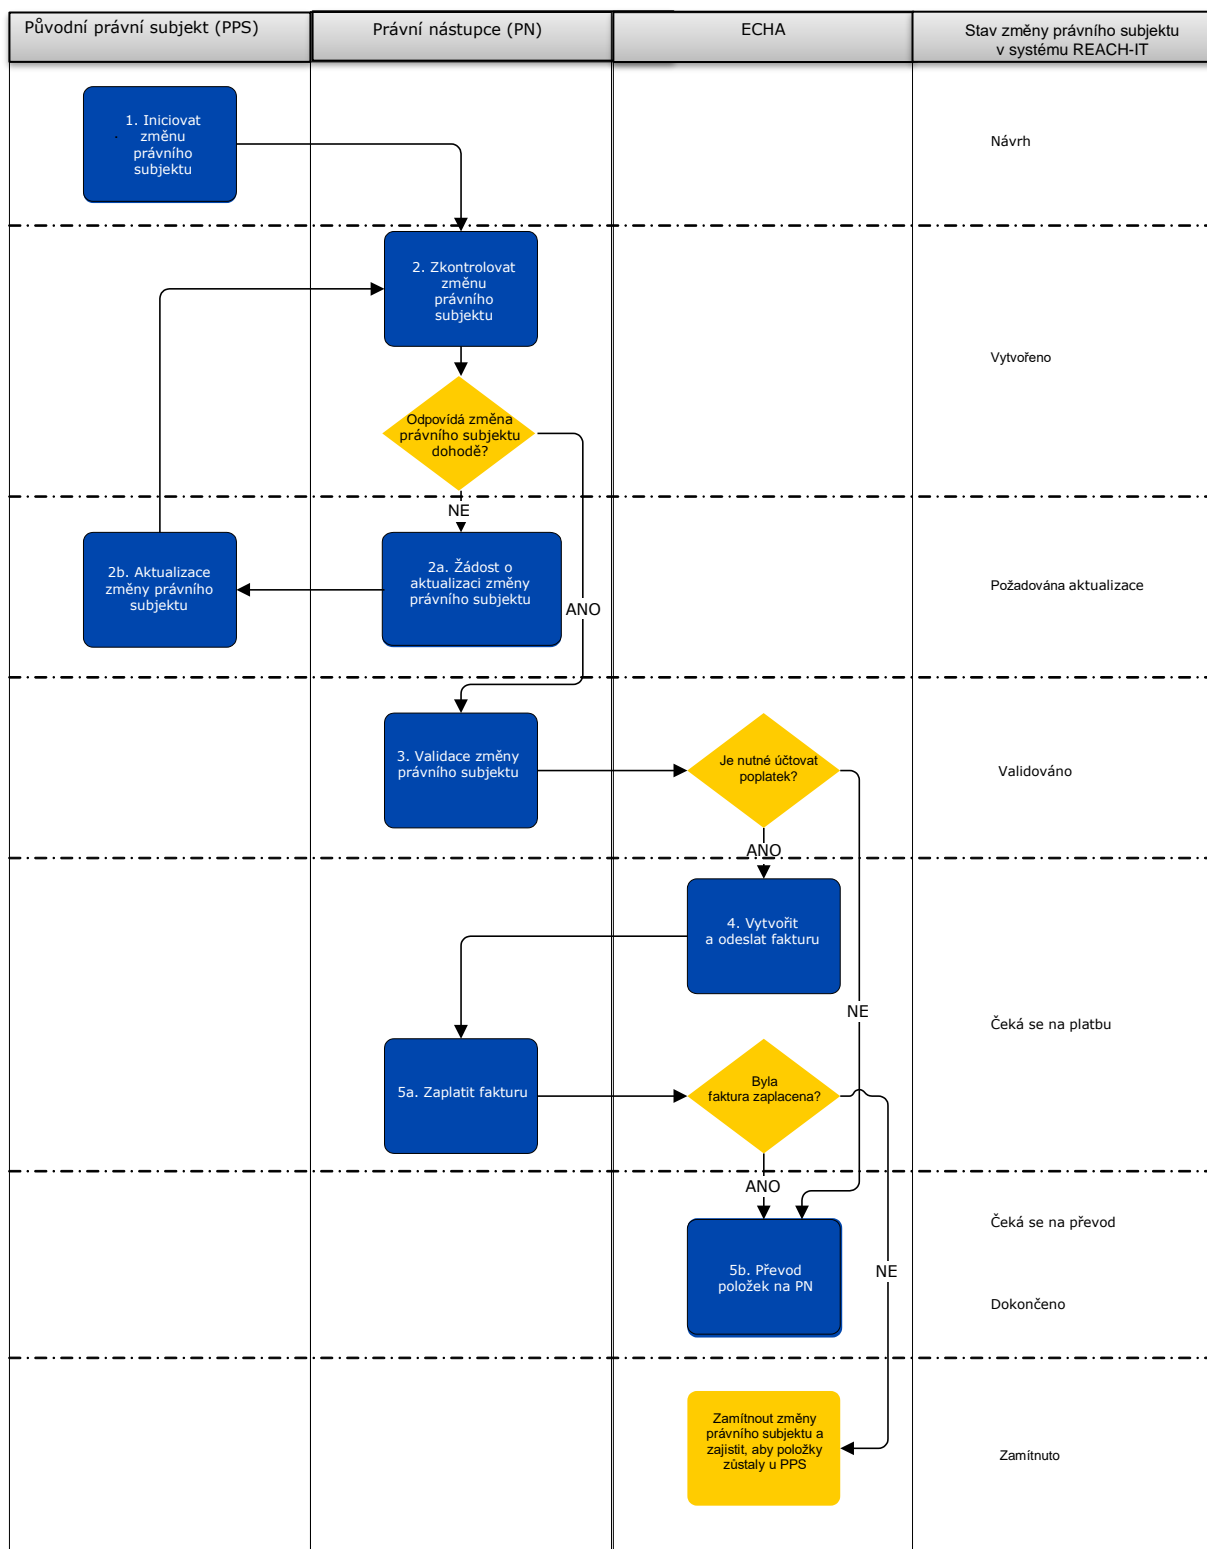 Původní právní subjekt (PPS)
Právní nástupce (PN)
ECHA
Stav změny právního subjektu
v systému REACH-IT
1. Iniciovat
změnu
právního
subjektu
Návrh
2. Zkontrolovat
změnu
právního
subjektu
Vytvořeno
Odpovídá změna
právního subjektu
dohodě?
NE
2b. Aktualizace
změny právního
subjektu
2a. Žádost o
aktualizaci změny
právního subjektu
ANO
Požadována aktualizace
3. Validace změny
právního subjektu
Je nutné účtovat
poplatek?
Validováno
ANO
4. Vytvořit
a odeslat fakturu
NE
Čeká se na platbu
5a. Zaplatit fakturu
Byla
faktura zaplacena?
ANO
Čeká se na převod
5b. Převod
položek na PN
NE
Dokončeno
Zamítnout změny
právního subjektu a
zajistit, aby položky
zůstaly u PPS
Zamítnuto